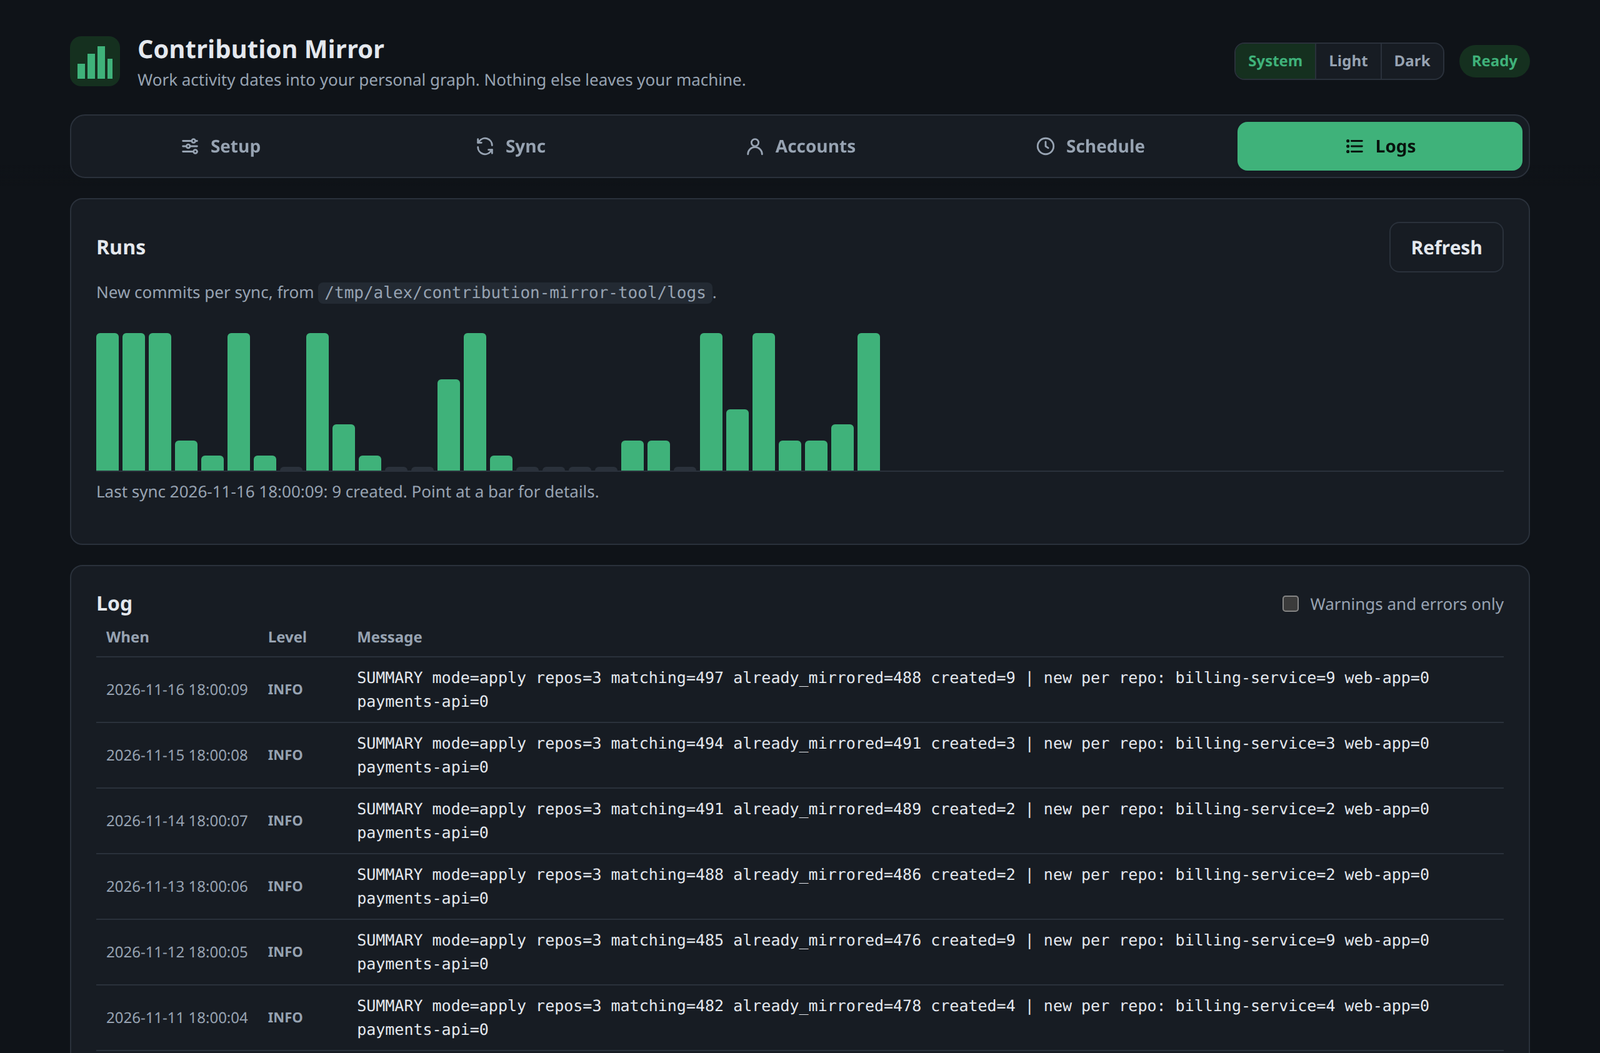 Contribution Mirror
Work activity dates into your personal graph. Nothing else leaves your machine.
System Light Dark Ready
Setup Sync Accounts Schedule Logs
Runs
Refresh
New commits per sync, from /tmp/alex/contribution-mirror-tool/logs .
Last sync 2026-11-16 18:00:09: 9 created. Point at a bar for details.
Log
Warnings and errors only
When Level Message
2026-11-16 18:00:09 INFO SUMMARY mode=apply repos=3 matching=497 already_mirrored=488 created=9 | new per repo: billing-service=9 web-app=0
payments-api=0
2026-11-15 18:00:08 INFO SUMMARY mode=apply repos=3 matching=494 already_mirrored=491 created=3 | new per repo: billing-service=3 web-app=0
payments-api=0
2026-11-14 18:00:07 INFO SUMMARY mode=apply repos=3 matching=491 already_mirrored=489 created=2 | new per repo: billing-service=2 web-app=0
payments-api=0
2026-11-13 18:00:06 INFO SUMMARY mode=apply repos=3 matching=488 already_mirrored=486 created=2 | new per repo: billing-service=2 web-app=0
payments-api=0
2026-11-12 18:00:05 INFO SUMMARY mode=apply repos=3 matching=485 already_mirrored=476 created=9 | new per repo: billing-service=9 web-app=0
payments-api=0
2026-11-11 18:00:04 INFO SUMMARY mode=apply repos=3 matching=482 already_mirrored=478 created=4 | new per repo: billing-service=4 web-app=0
payments-api=0